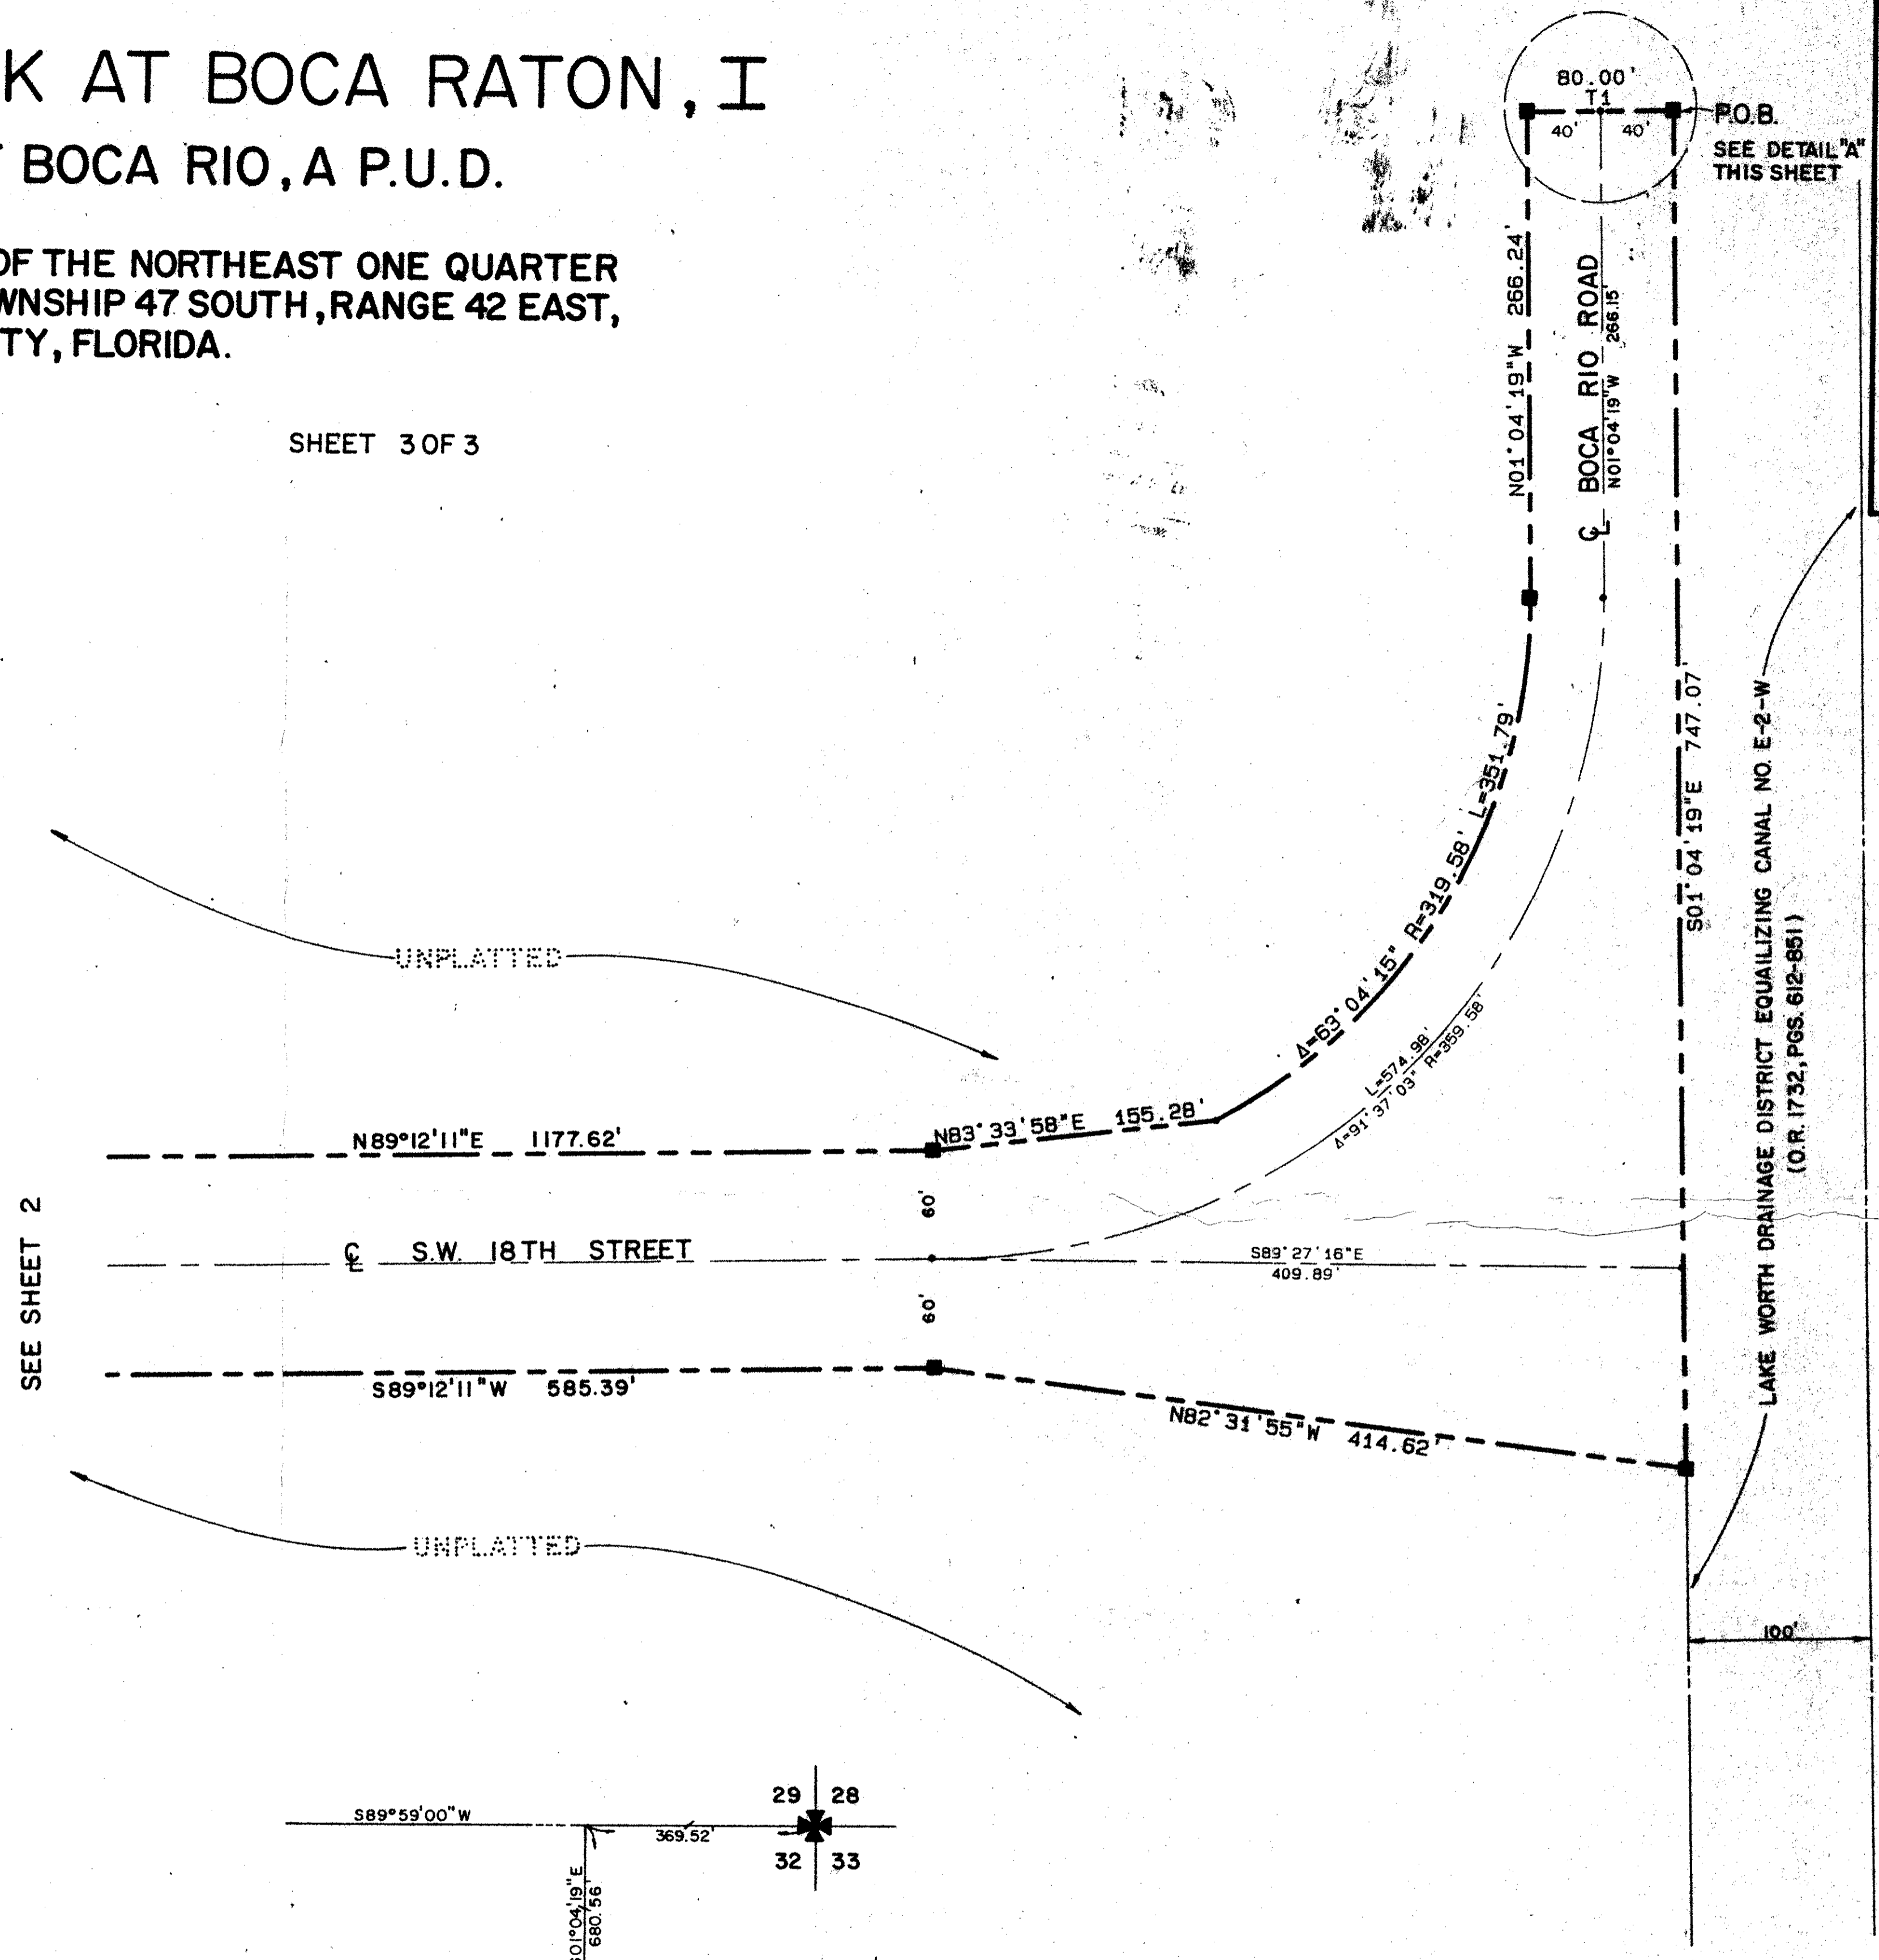 K AT BOCA RATON, I
BOCA RIO, A P.U.D.
OF THE NORTHEAST ONE QUARTER
WNSHIP 47 SOUTH, RANGE 42 EAST,
TY, FLORIDA.
SHEET 3 OF 3
80.00'
T1
40' 40'
P.O.B.
SEE DETAIL "A"
THIS SHEET
N01°04'19"W 266.24'
℄ BOCA RIO ROAD
N01°04'19"W 266.15'
S01°04'19"E 747.07'
LAKE WORTH DRAINAGE DISTRICT EQUAILIZING CANAL NO. E-2-W
(O.R. 1732, PGS. 612-851)
Δ=63°04'15" R=319.58' L=351.79'
L=574.98'
Δ=91°37'03" R=359.58'
UNPLATTED
N89°12'11"E 1177.62'
N83°33'58"E 155.28'
60'
SEE SHEET 2
℄ S.W. 18TH STREET
S89°27'16"E
409.89'
60'
S89°12'11"W 585.39'
N82°31'55"W 414.62'
UNPLATTED
100'
29 28
S89°59'00"W
369.52'
32 33
S01°04'19"E
680.56'